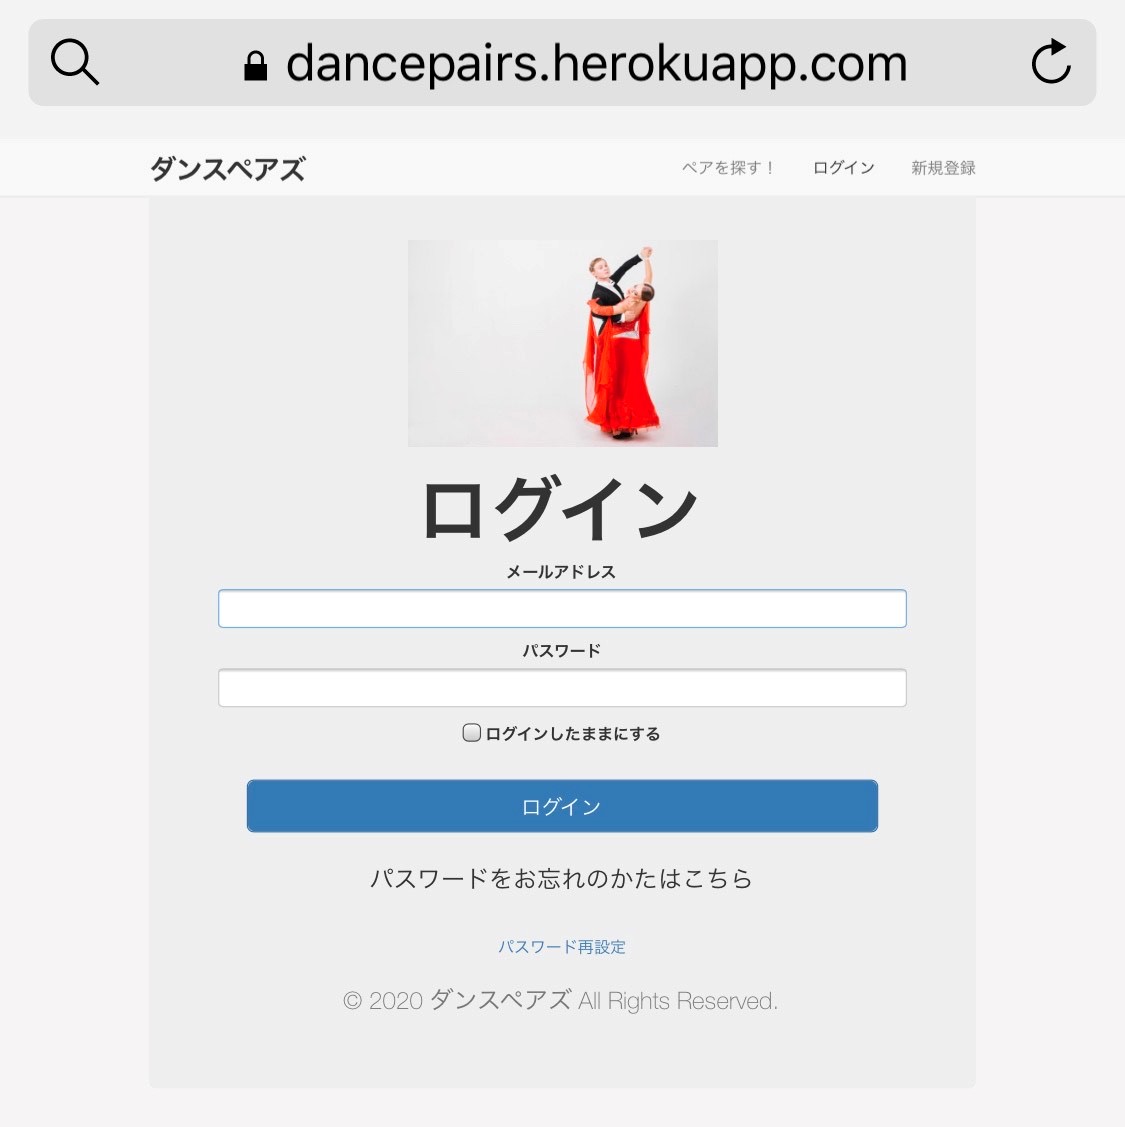 dancepairs.herokuapp.com
ダンスペアズ
ペアを探す！ ログイン 新規登録
ログイン
メールアドレス
パスワード
ログインしたままにする
ログイン
パスワードをお忘れのかたはこちら
パスワード再設定
© 2020 ダンスペアズ All Rights Reserved.